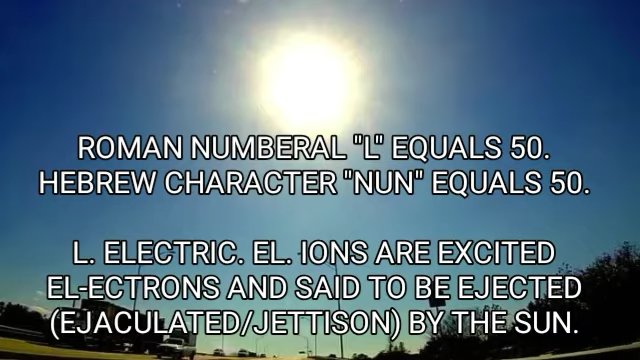 ROMAN NUMBERAL "L" EQUALS 50.
HEBREW CHARACTER "NUN" EQUALS 50.
L. ELECTRIC. EL. IONS ARE EXCITED
EL-ECTRONS AND SAID TO BE EJECTED
(EJACULATED/JETTISON) BY THE SUN.